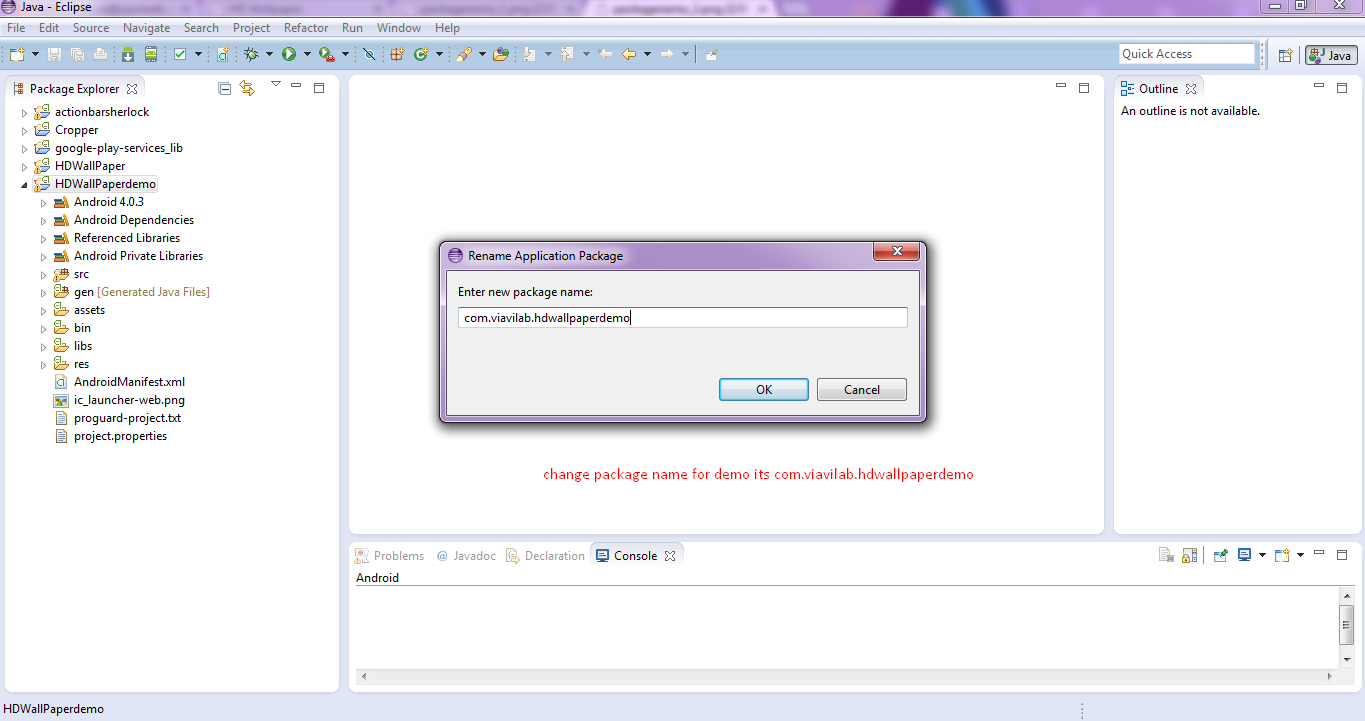 Java - Eclipse
File Edit Source Navigate Search Project Refactor Run Window Help
Quick Access
Java
Package Explorer
actionbarsherlock
Cropper
google-play-services_lib
HDWallPaper
HDWallPaperdemo
Android 4.0.3
Android Dependencies
Referenced Libraries
Android Private Libraries
src
gen [Generated Java Files]
assets
bin
libs
res
AndroidManifest.xml
ic_launcher-web.png
proguard-project.txt
project.properties
Rename Application Package
Enter new package name:
com.viavilab.hdwallpaperdemo
OK Cancel
change package name for demo its com.viavilab.hdwallpaperdemo
Outline
An outline is not available.
Problems @ Javadoc Declaration Console
Android
HDWallPaperdemo